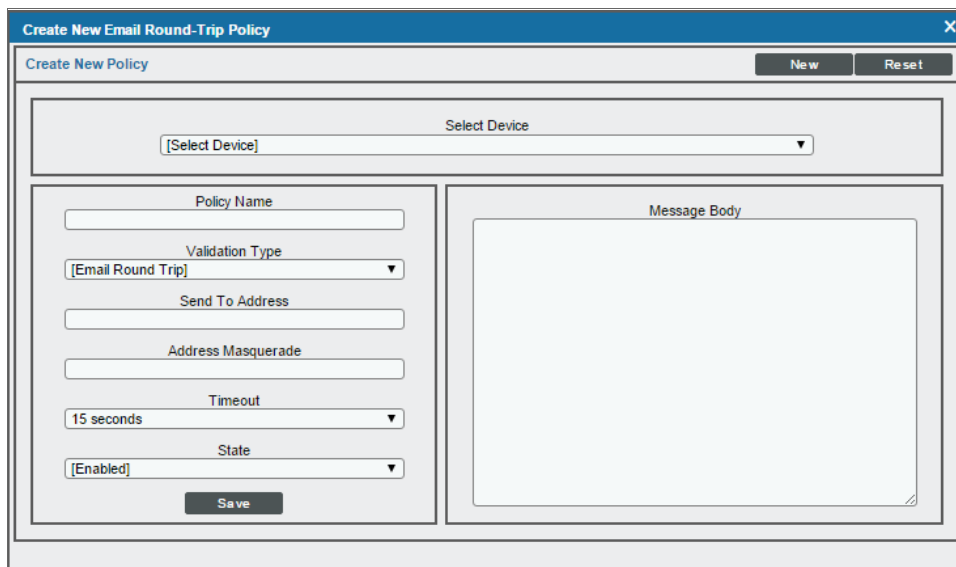 Create New Email Round-Trip Policy
Create New Policy
New
Reset
Select Device
[Select Device]
Policy Name
Validation Type
[Email Round Trip]
Send To Address
Address Masquerade
Timeout
15 seconds
State
[Enabled]
Save
Message Body